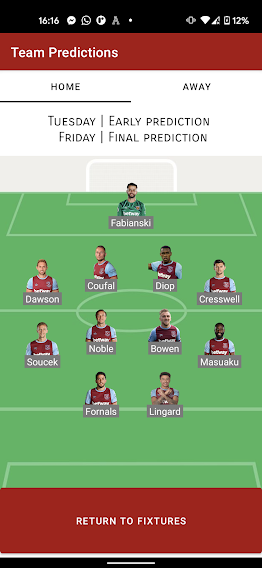 16:16
52%
Team Predictions
HOME
AWAY
Tuesday | Early prediction
Friday | Final prediction
Fabianski
Dawson
Coufal
Diop
Cresswell
Soucek
Noble
Bowen
Masuaku
Fornals
Lingard
RETURN TO FIXTURES